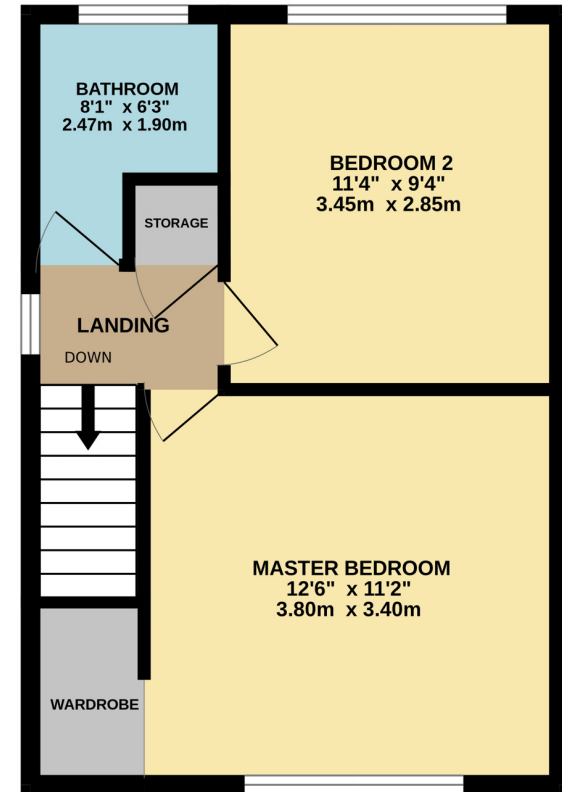 BATHROOM
8'1" x 6'3"
2.47m x 1.90m
BEDROOM 2
11'4" x 9'4"
3.45m x 2.85m
STORAGE
LANDING
DOWN
MASTER BEDROOM
12'6" x 11'2"
3.80m x 3.40m
WARDROBE